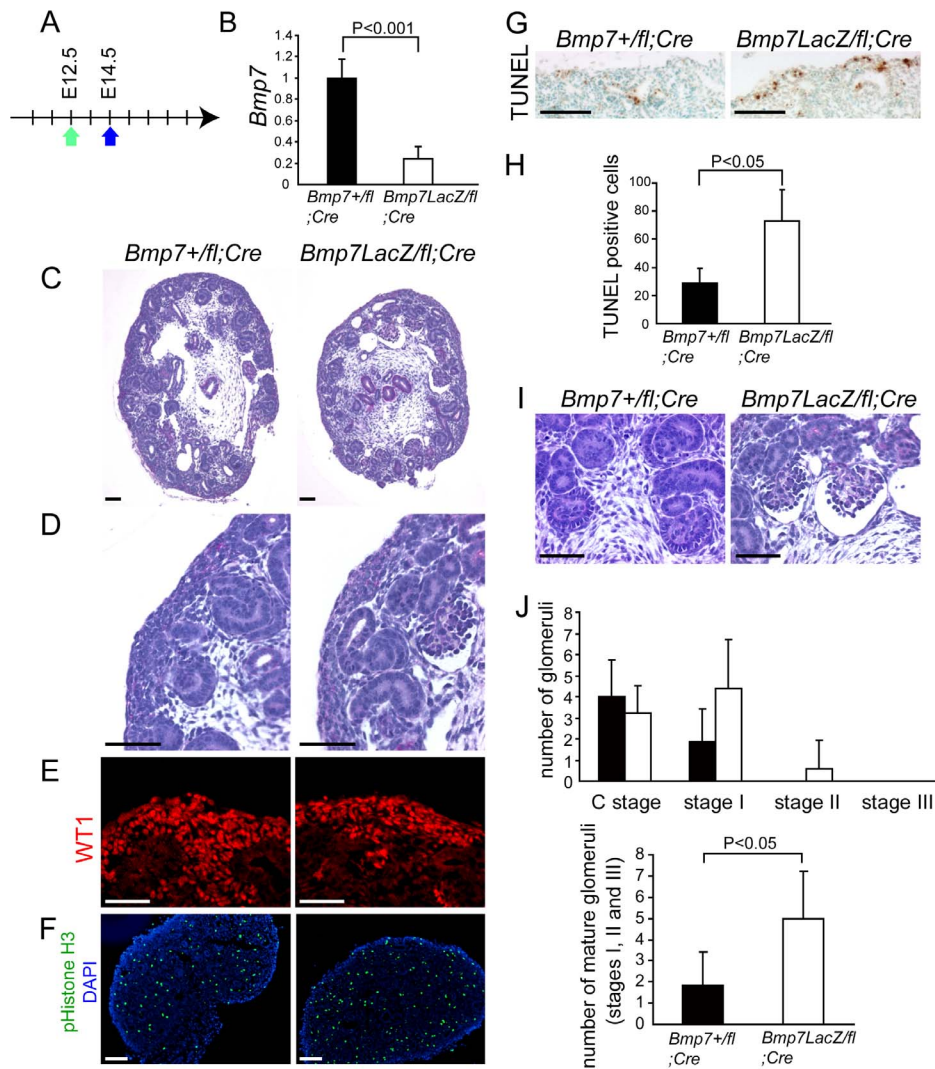 A
E12.5
E14.5
B
P<0.001
Bmp7
1.4
1.2
1
0.8
0.6
0.4
0.2
0
Bmp7+/fl
;Cre
Bmp7LacZ/fl
;Cre
C
Bmp7+/fl;Cre
Bmp7LacZ/fl;Cre
D
E
WT1
F
pHistone H3
DAPI
G
Bmp7+/fl;Cre
Bmp7LacZ/fl;Cre
TUNEL
H
P<0.05
TUNEL positive cells
100
80
60
40
20
0
Bmp7+/fl
;Cre
Bmp7LacZ/fl
;Cre
I
Bmp7+/fl;Cre
Bmp7LacZ/fl;Cre
J
number of glomeruli
8
7
6
5
4
3
2
1
0
C stage
stage I
stage II
stage III
P<0.05
number of mature glomeruli
(stages I, II and III)
8
7
6
5
4
3
2
1
0
Bmp7+/fl
;Cre
Bmp7LacZ/fl
;Cre